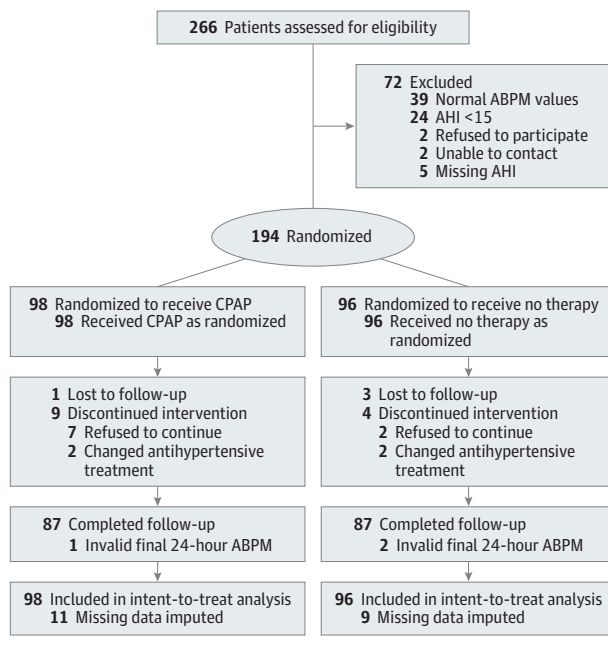 266 Patients assessed for eligibility
72 Excluded
39 Normal ABPM values
24 AHI <15
2 Refused to participate
2 Unable to contact
5 Missing AHI
194 Randomized
98 Randomized to receive CPAP
98 Received CPAP as randomized
96 Randomized to receive no therapy
96 Received no therapy as
randomized
1 Lost to follow-up
9 Discontinued intervention
7 Refused to continue
2 Changed antihypertensive
treatment
3 Lost to follow-up
4 Discontinued intervention
2 Refused to continue
2 Changed antihypertensive
treatment
87 Completed follow-up
1 Invalid final 24-hour ABPM
87 Completed follow-up
2 Invalid final 24-hour ABPM
98 Included in intent-to-treat analysis
11 Missing data imputed
96 Included in intent-to-treat analysis
9 Missing data imputed